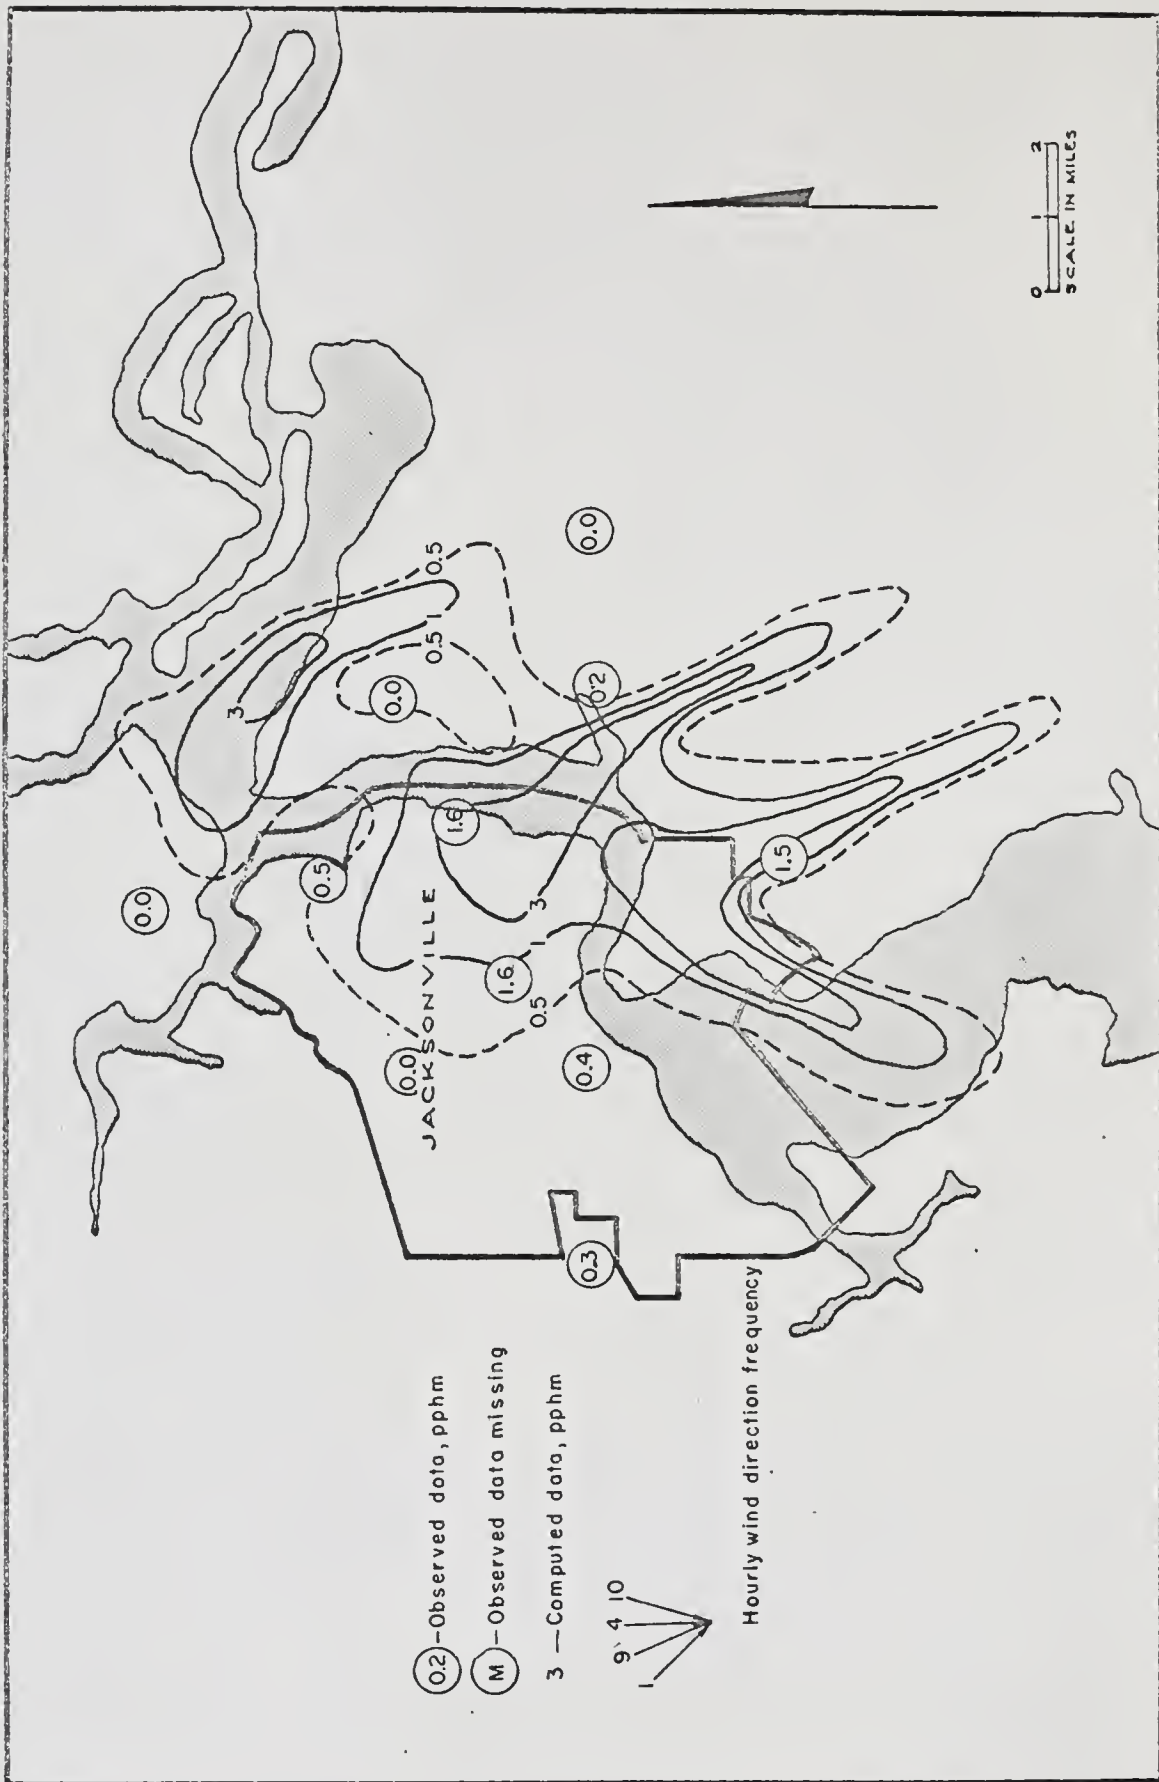 0.2 – Observed data, pphm
M – Observed data missing
3 — Computed data, pphm
1 9 4 10
Hourly wind direction frequency
JACKSONVILLE
0.0
0.5
0.0
1.6
1.6
0.4
0.3
0.0
0.2
0.0
1.5
3
1
0.5
0.5
3
1
0.5
0 1 2
SCALE IN MILES